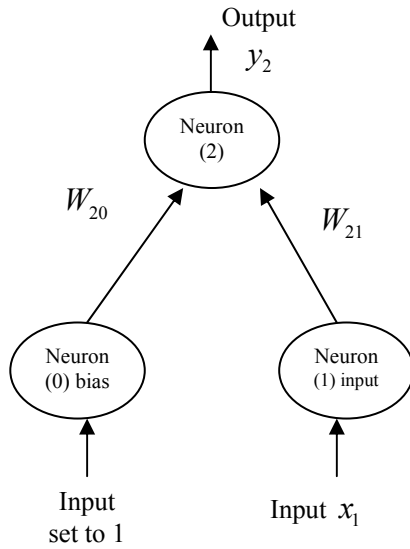 Output
y₂
Neuron
(2)
W₂₀
W₂₁
Neuron
(0) bias
Neuron
(1) input
Input
set to 1
Input x₁